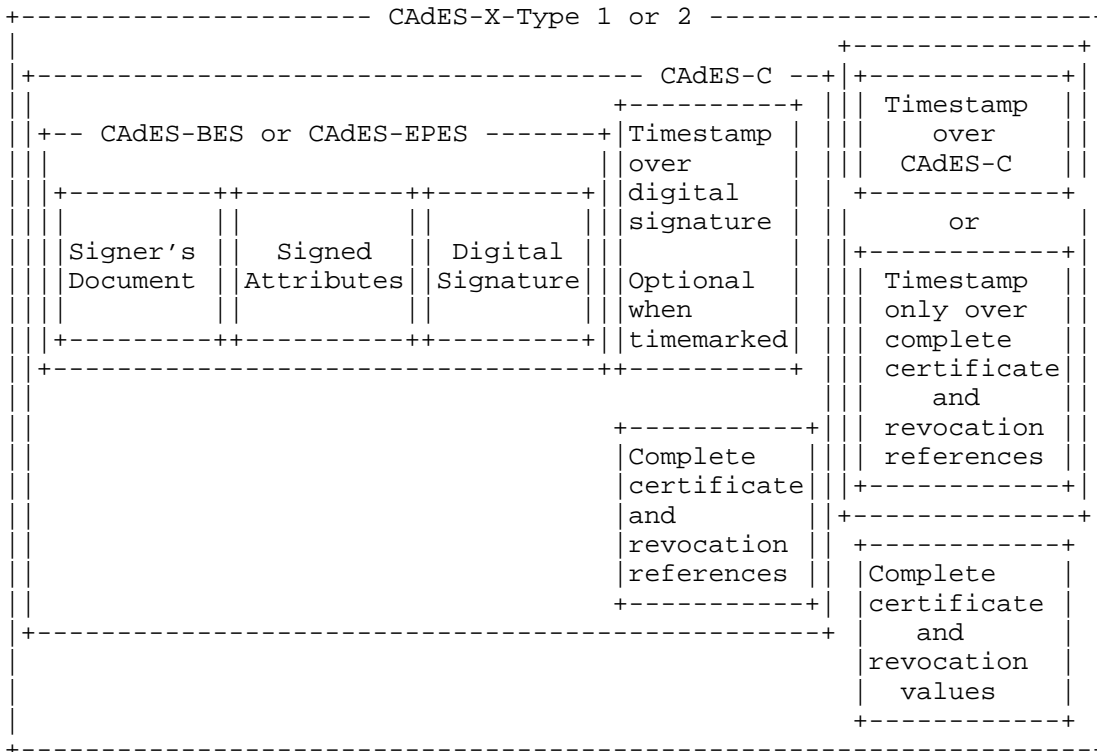 CAdES-X-Type 1 or 2
CAdES-C
CAdES-BES or CAdES-EPES
Signer's
Document
Signed
Attributes
Digital
Signature
Timestamp
over
digital
signature
Optional
when
timemarked
Complete
certificate
and
revocation
references
Timestamp
over
CAdES-C
or
Timestamp
only over
complete
certificate
and
revocation
references
Complete
certificate
and
revocation
values